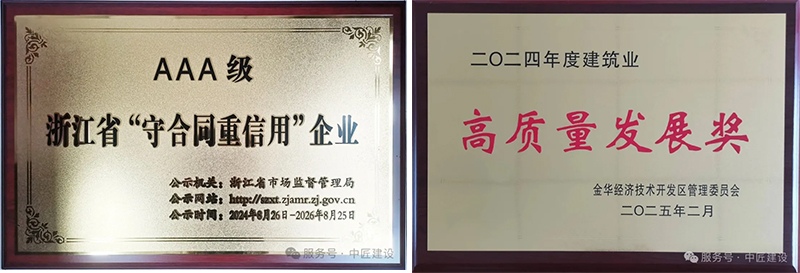 AAA级
浙江省“守合同重信用”企业
公示机关：浙江省市场监督管理局
公示网站：http://szxt.zjamr.zj.gov.cn
公示时间：2024年8月26日-2026年8月25日
服务号·中匠建设
二〇二四年度建筑业
高质量发展奖
金华经济技术开发区管理委员会
二〇二五年二月
服务号·中匠建设